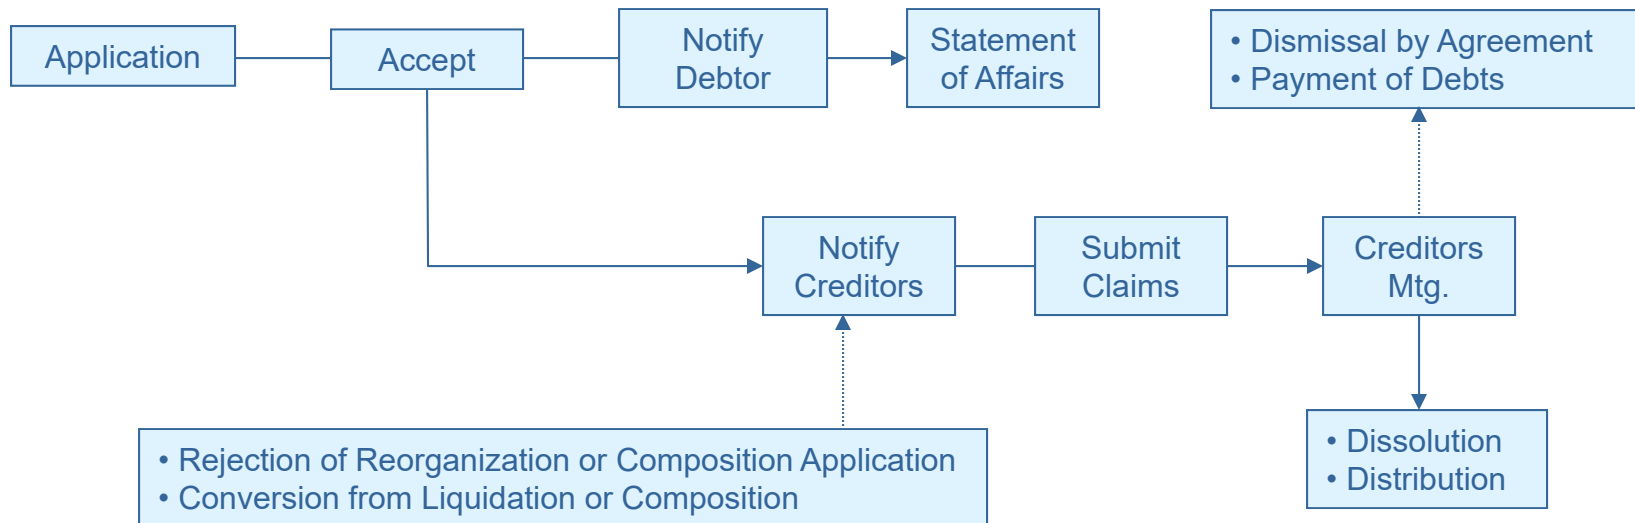 Application
Accept
Notify
Debtor
Statement
of Affairs
• Dismissal by Agreement
• Payment of Debts
Notify
Creditors
Submit
Claims
Creditors
Mtg.
• Rejection of Reorganization or Composition Application
• Conversion from Liquidation or Composition
• Dissolution
• Distribution